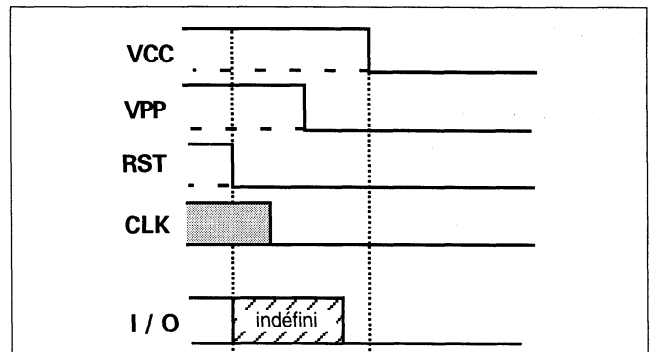 VCC
VPP
RST
CLK
I / O
indéfini